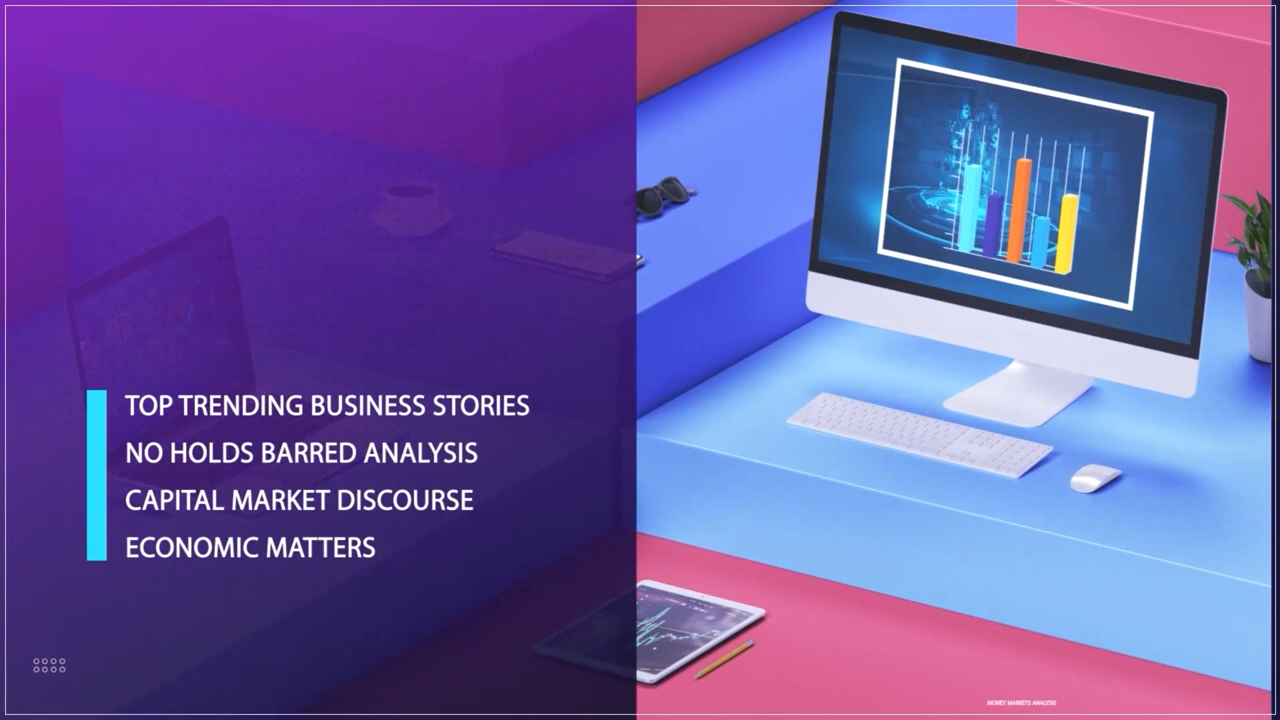 TOP TRENDING BUSINESS STORIES
NO HOLDS BARRED ANALYSIS
CAPITAL MARKET DISCOURSE
ECONOMIC MATTERS
MONEY MARKETS ANALYSIS